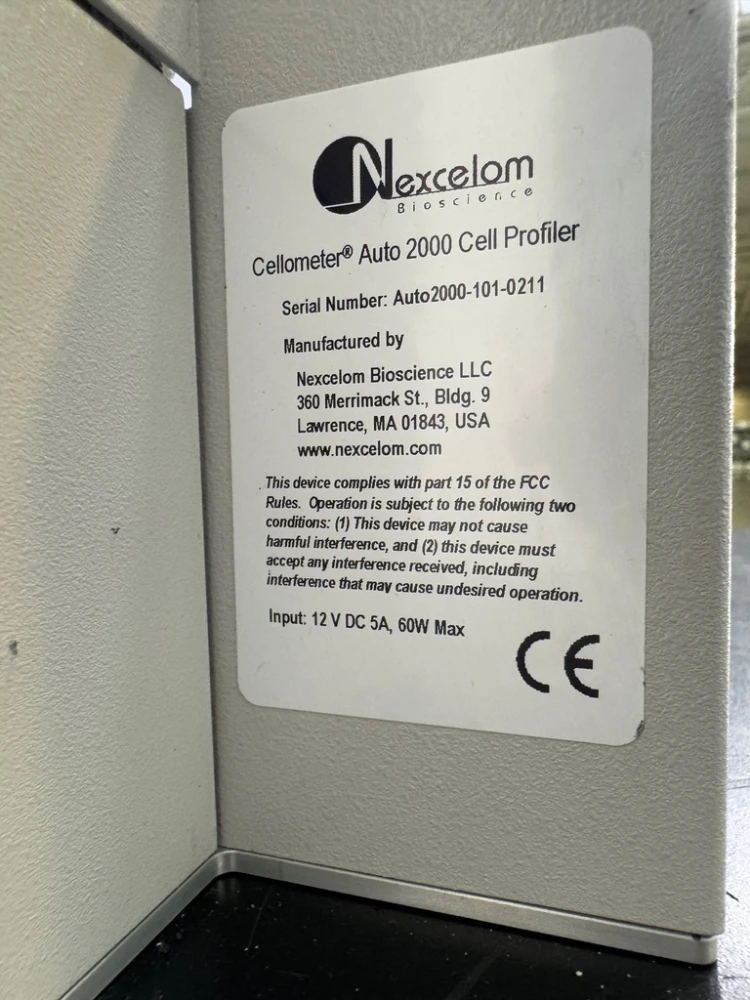 Nexcelom
Bioscience
Cellometer® Auto 2000 Cell Profiler
Serial Number: Auto2000-101-0211
Manufactured by
Nexcelom Bioscience LLC
360 Merrimack St., Bldg. 9
Lawrence, MA 01843, USA
www.nexcelom.com
This device complies with part 15 of the FCC
Rules. Operation is subject to the following two
conditions: (1) This device may not cause
harmful interference, and (2) this device must
accept any interference received, including
interference that may cause undesired operation.
Input: 12 V DC 5A, 60W Max
CE